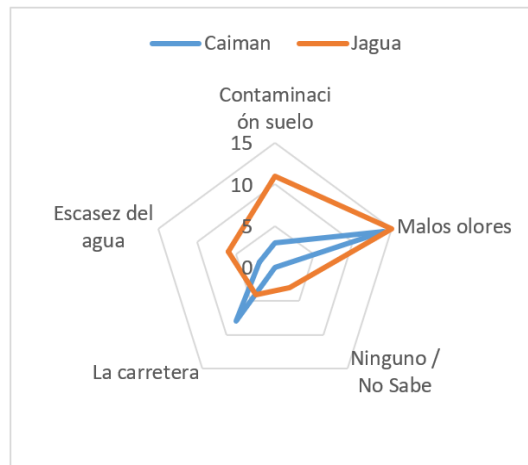 Caiman Jagua
Contaminaci
ón suelo
15
10
5
0
Escasez del
agua
Malos olores
La carretera
Ninguno /
No Sabe